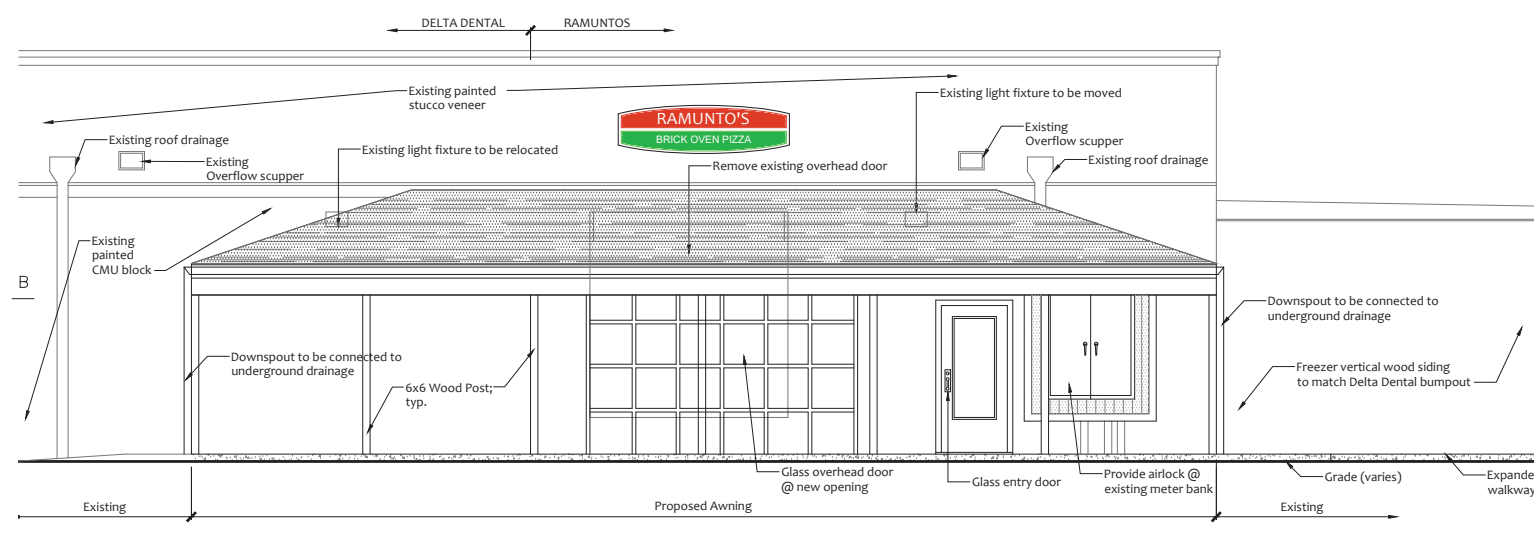 DELTA DENTAL
RAMUNTOS
Existing painted
stucco veneer
Existing light fixture to be moved
RAMUNTO'S
BRICK OVEN PIZZA
Existing roof drainage
Existing
Overflow scupper
Existing light fixture to be relocated
Remove existing overhead door
Existing
Overflow scupper
Existing roof drainage
Existing
painted
CMU block
B
Downspout to be connected to
underground drainage
Downspout to be connected to
underground drainage
6x6 Wood Post;
typ.
Freezer vertical wood siding
to match Delta Dental bumpout
Glass overhead door
@ new opening
Glass entry door
Provide airlock @
existing meter bank
Grade (varies)
Expande
walkway
Existing
Proposed Awning
Existing